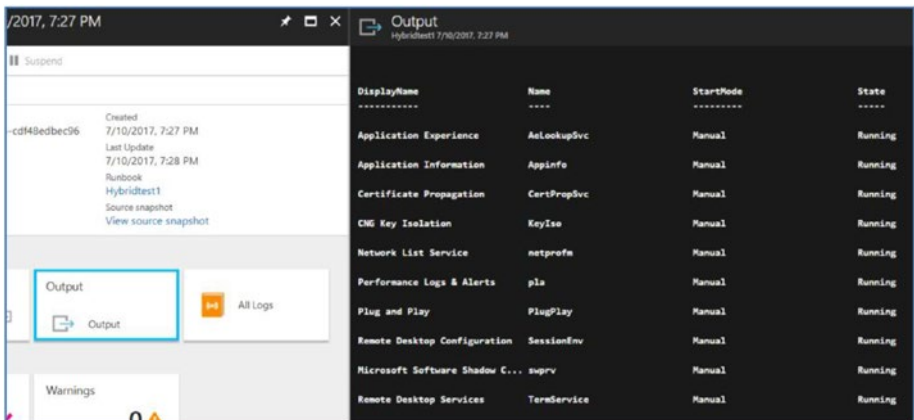 /2017, 7:27 PM
Suspend
-cdf48edbec96
Created
7/10/2017, 7:27 PM
Last Update
7/10/2017, 7:28 PM
Runbook
Hybridtest1
Source snapshot
View source snapshot
Output
Output
All Logs
Warnings
0
Output
Hybridtest1 7/10/2017, 7:27 PM
DisplayName Name StartMode State
----------- ---- --------- -----
Application Experience AeLookupSvc Manual Running
Application Information Appinfo Manual Running
Certificate Propagation CertPropSvc Manual Running
CNG Key Isolation KeyIso Manual Running
Network List Service netprofm Manual Running
Performance Logs & Alerts pla Manual Running
Plug and Play PlugPlay Manual Running
Remote Desktop Configuration SessionEnv Manual Running
Microsoft Software Shadow C... swprv Manual Running
Remote Desktop Services TermService Manual Running